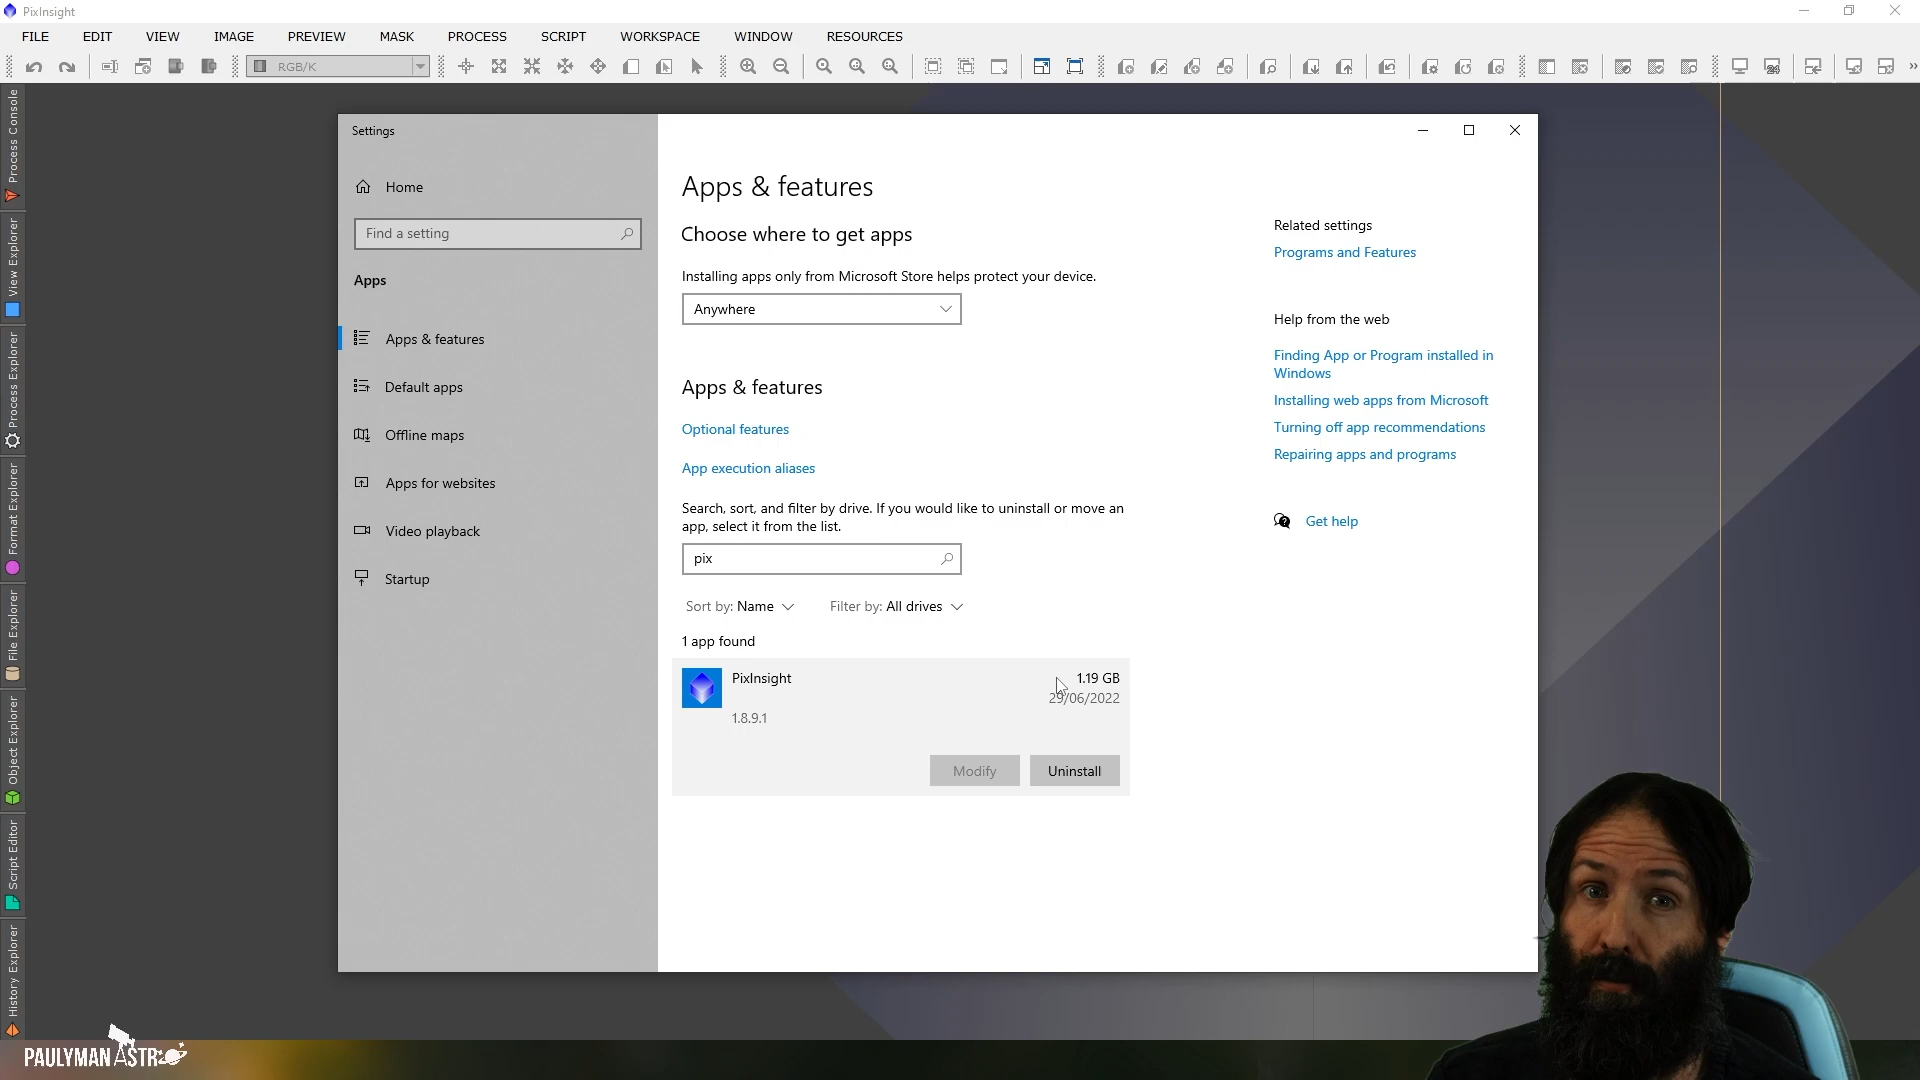 PixInsight
FILE EDIT VIEW IMAGE PREVIEW MASK PROCESS SCRIPT WORKSPACE WINDOW RESOURCES
RGB/K
Process Console
View Explorer
Process Explorer
Format Explorer
File Explorer
Object Explorer
Script Editor
History Explorer
Settings
Home
Find a setting
Apps
Apps & features
Default apps
Offline maps
Apps for websites
Video playback
Startup
Apps & features
Choose where to get apps
Installing apps only from Microsoft Store helps protect your device.
Anywhere
Apps & features
Optional features
App execution aliases
Search, sort, and filter by drive. If you would like to uninstall or move an
app, select it from the list.
pix
Sort by: Name Filter by: All drives
1 app found
PixInsight 1.19 GB
29/06/2022
1.8.9.1
Modify Uninstall
Related settings
Programs and Features
Help from the web
Finding App or Program installed in
Windows
Installing web apps from Microsoft
Turning off app recommendations
Repairing apps and programs
Get help
PAULYMAN ASTRO